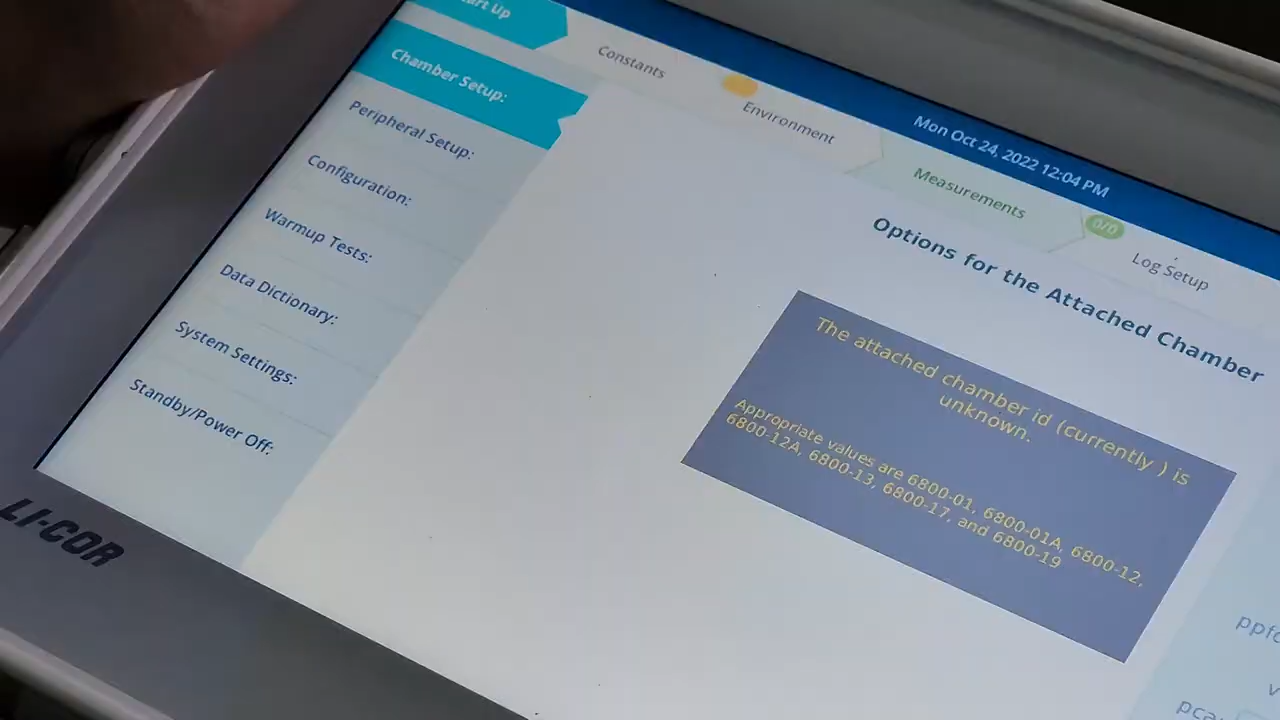 Mon Oct 24, 2022 12:04 PM
Constants
Environment
Measurements
0/0
Log Setup
Chamber Setup:
Peripheral Setup:
Configuration:
Warmup Tests:
Data Dictionary:
System Settings:
Standby/Power Off:
Options for the Attached Chamber
The attached chamber id (currently ) is
unknown.
Appropriate values are 6800-01, 6800-01A, 6800-12,
6800-12A, 6800-13, 6800-17, and 6800-19
LI-COR